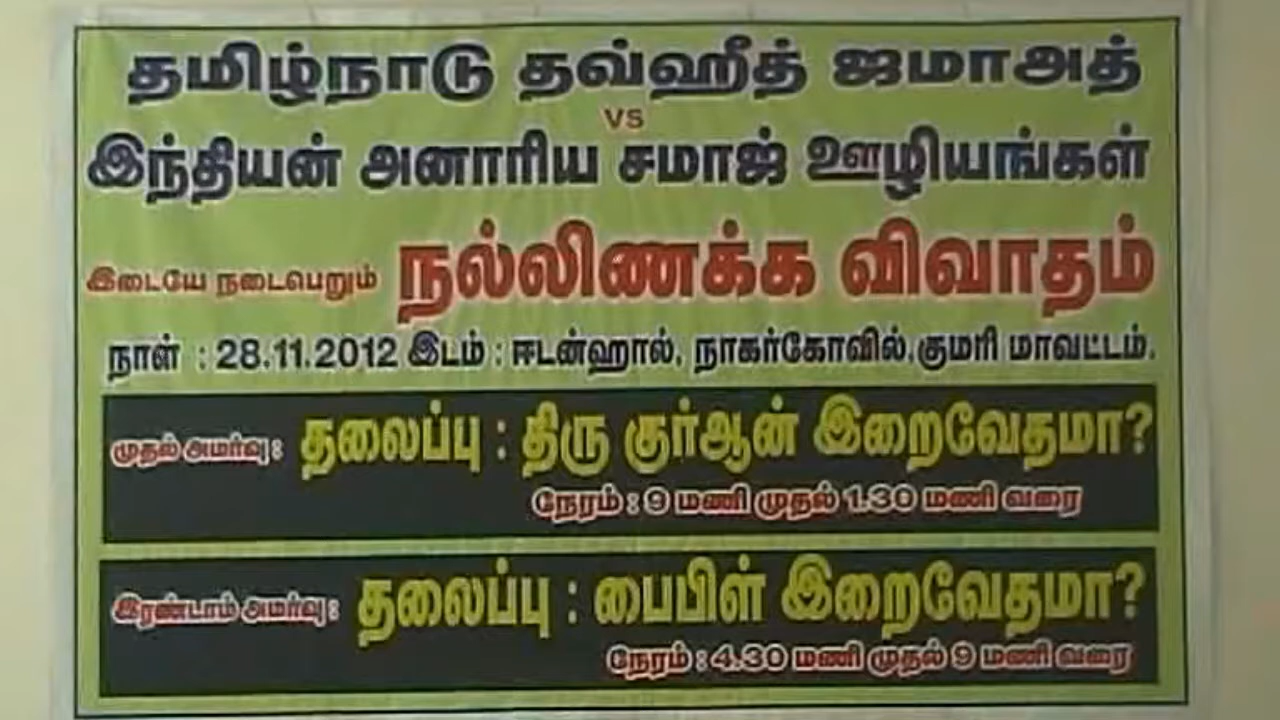 தமிழ்நாடு தவ்ஹீத் ஜமாஅத்
vs
இந்தியன் அனாரிய சமாஜ் ஊழியங்கள்
இடையே நடைபெறும் நல்லிணக்க விவாதம்
நாள் : 28.11.2012 இடம் : ஈடன்ஹால், நாகர்கோவில்,குமரி மாவட்டம்.
முதல் அமர்வு : தலைப்பு : திரு குர்ஆன் இறைவேதமா?
நேரம் : 9 மணி முதல் 1.30 மணி வரை
இரண்டாம் அமர்வு : தலைப்பு : பைபிள் இறைவேதமா?
நேரம் : 4.30 மணி முதல் 9 மணி வரை